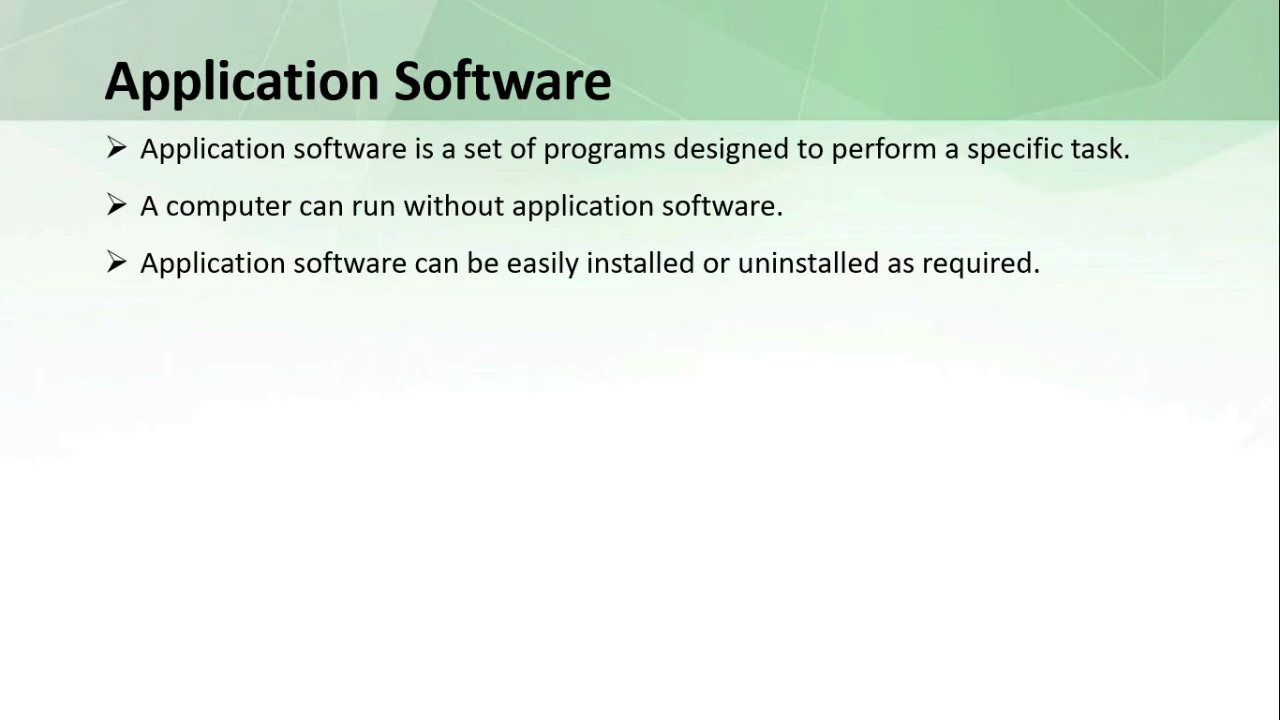 Application Software
➢ Application software is a set of programs designed to perform a specific task.
➢ A computer can run without application software.
➢ Application software can be easily installed or uninstalled as required.